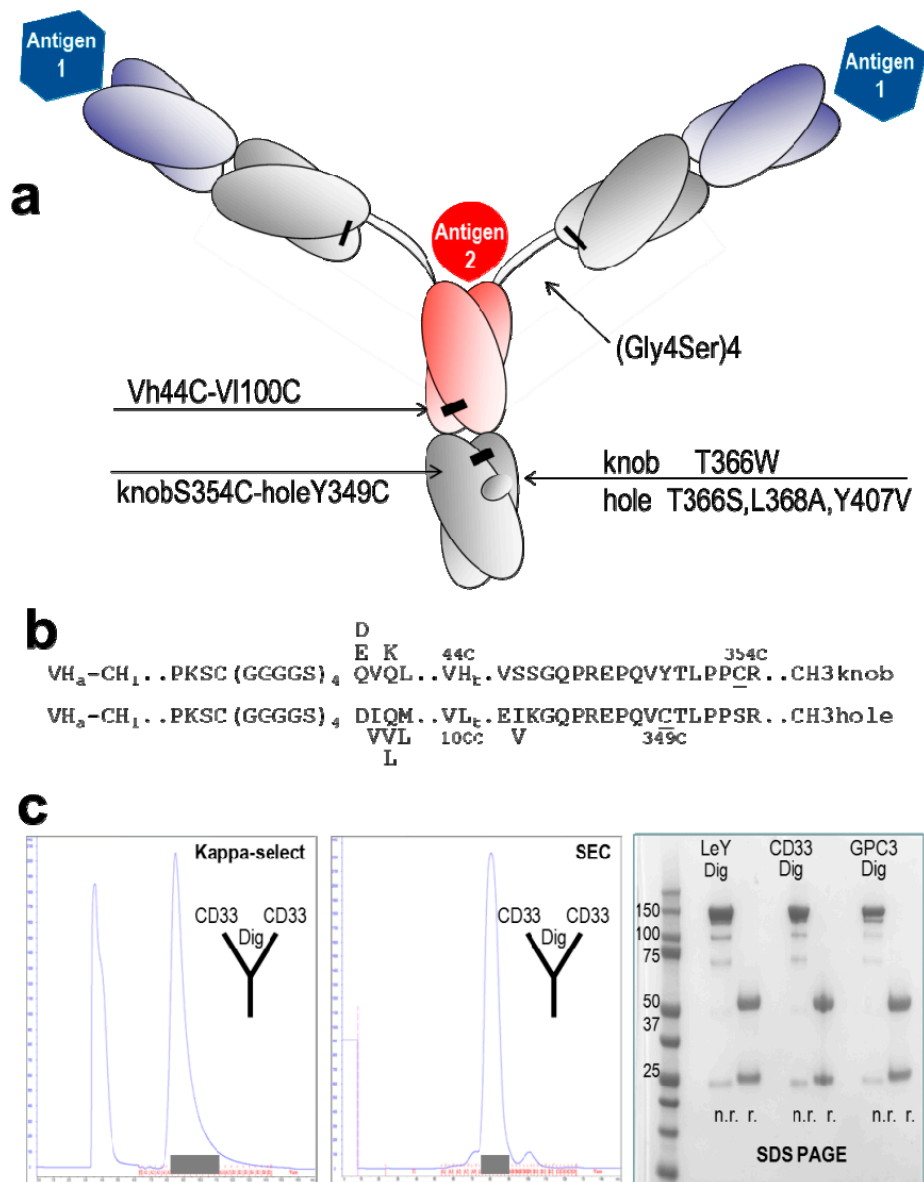 Antigen 1
Antigen 1
a
Antigen 2
(Gly4Ser)4
Vh44C-Vl100C
knobS354C-holeY349C
knob T366W
hole T366S,L368A,Y407V
b
D
E K 44C 354C
VHa-CH1..PKSC(GGGGS)4 QVQL..VHt.VSSGQPREPQVYTLPPCR..CH3knob
VHa-CH1..PKSC(GGGGS)4 DIQM..VLt.EIKGQPREPQVCTLPPSR..CH3hole
VVL 100C V 349C
L
c
Kappa-select
CD33 CD33
Dig
SEC
CD33 CD33
Dig
LeY CD33 GPC3
Dig Dig Dig
150
100
75
50
37
25
n.r. r. n.r. r. n.r. r.
SDS PAGE